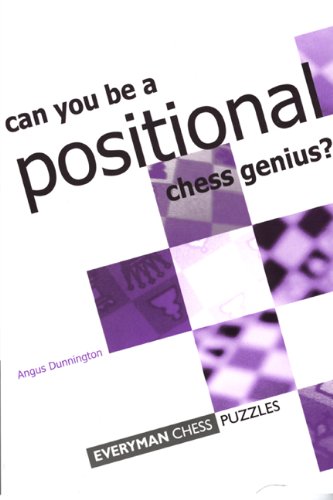 can you be a
positional
chess genius?
Angus Dunnington
EVERYMAN CHESS PUZZLES